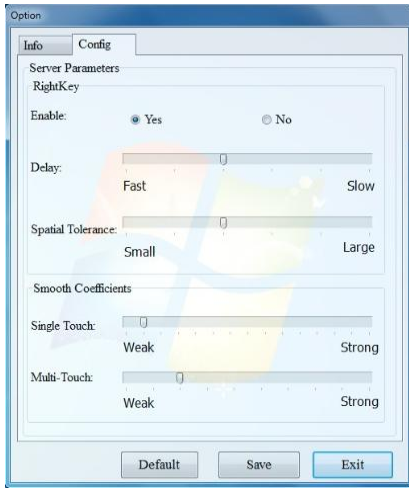 Option
Info Config
Server Parameters
RightKey
Enable: Yes No
Delay:
Fast Slow
Spatial Tolerance:
Small Large
Smooth Coefficients
Single Touch:
Weak Strong
Multi-Touch:
Weak Strong
Default Save Exit